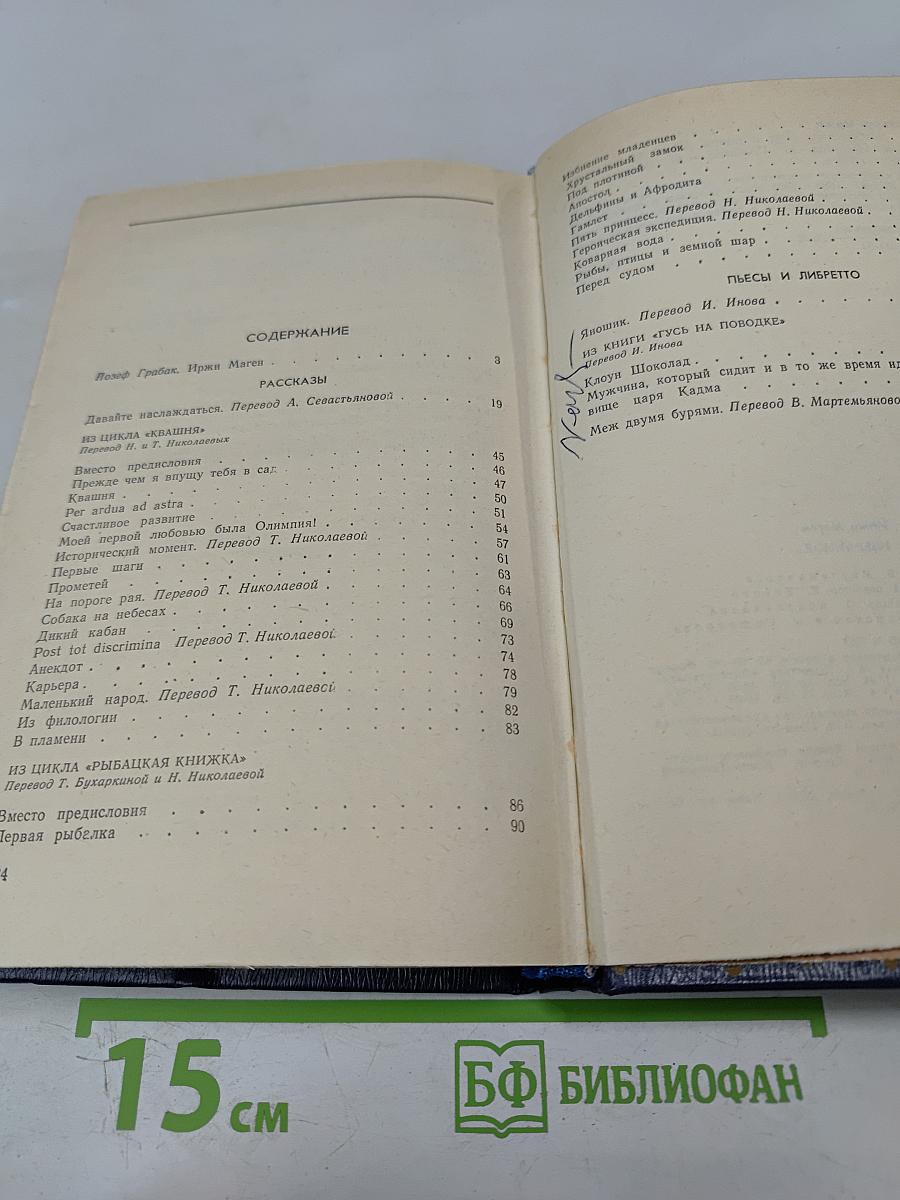 СОДЕРЖАНИЕ
Йозеф Грабак. Иржи Маген . . . . . . . . . 3
РАССКАЗЫ
Давайте наслаждаться. Перевод А. Севастьяновой . . . . 19
ИЗ ЦИКЛА «КВАШНЯ»
Перевод Н. и Т. Николаевых
Вместо предисловия . . . . . . . . . 45
Прежде чем я впущу тебя в сад . . . . . . 46
Квашня . . . . . . . . . . . 47
Per ardua ad astra . . . . . . . . . 50
Счастливое развитие . . . . . . . . . 51
Моей первой любовью была Олимпия! . . . . . 54
Исторический момент. Перевод Т. Николаевой . . . . 57
Первые шаги . . . . . . . . . . 61
Прометей . . . . . . . . . . . 63
На пороге рая. Перевод Т. Николаевой . . . . . 64
Собака на небесах . . . . . . . . . 66
Дикий кабан . . . . . . . . . . 69
Post tot discrimina Перевод Т. Николаевой . . . . 73
Анекдот . . . . . . . . . . . 74
Карьера . . . . . . . . . . . 78
Маленький народ. Перевод Т. Николаевой . . . . . 79
Из филологии . . . . . . . . . . 82
В пламени . . . . . . . . . . . 83
ИЗ ЦИКЛА «РЫБАЦКАЯ КНИЖКА»
Перевод Т. Бухаркиной и Н. Николаевой
Вместо предисловия . . . . . . . . . 86
Первая рыбалка . . . . . . . . . . 90
4
Избиение младенцев . . . . . . . .
Хрустальный замок . . . . . . . .
Под плотиной . . . . . . . . .
Апостол . . . . . . . . . .
Дельфины и Афродита . . . . . . .
Гамлет . . . . . . . . . .
Пять принцесс. Перевод Н. Николаевой . . . .
Героическая экспедиция. Перевод Н. Николаевой . .
Коварная вода . . . . . . . . .
Рыбы, птицы и земной шар . . . . . .
Перед судом . . . . . . . . .
ПЬЕСЫ И ЛИБРЕТТО
Яношик. Перевод И. Инова . . . . . .
ИЗ КНИГИ «ГУСЬ НА ПОВОДКЕ»
Перевод И. Инова
Клоун Шоколад . . . . . . . . .
Мужчина, который сидит и в то же время ид
вище царя Кадма . . . . . . . .
Меж двумя бурями. Перевод В. Мартемьяново
15 см
БФ БИБЛИОФАН